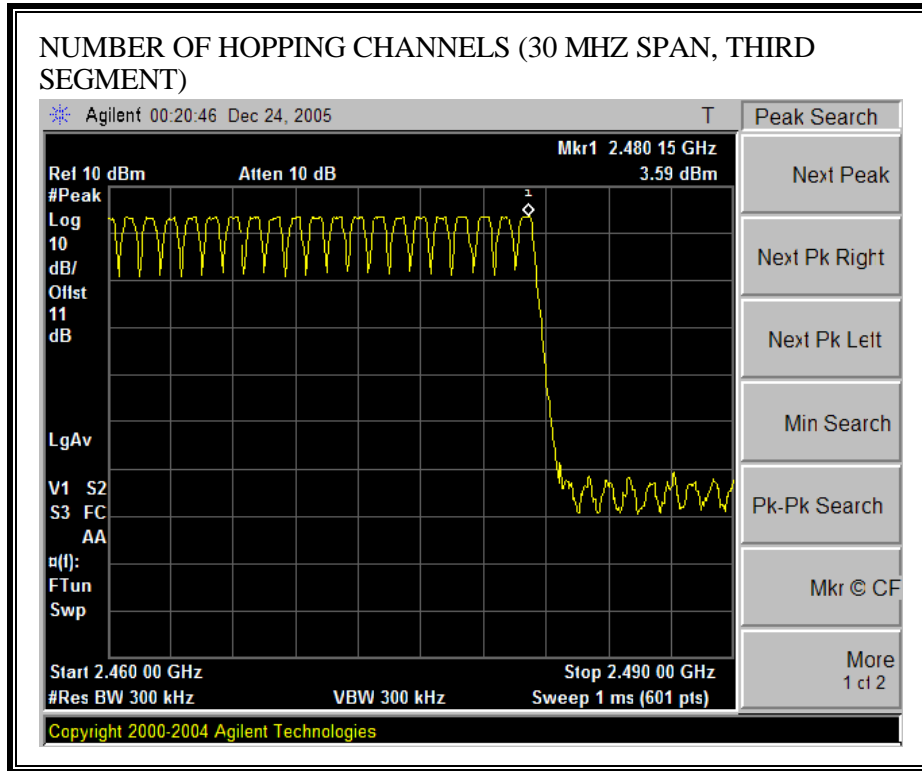 NUMBER OF HOPPING CHANNELS (30 MHZ SPAN, THIRD
SEGMENT)
Agilent 00:20:46 Dec 24, 2005 T
Peak Search
Mkr1 2.480 15 GHz
Ref 10 dBm Atten 10 dB 3.59 dBm
#Peak
Log
10
dB/
Offst
11
dB
LgAv
V1 S2
S3 FC
AA
¤(f):
FTun
Swp
1
Start 2.460 00 GHz Stop 2.490 00 GHz
#Res BW 300 kHz VBW 300 kHz Sweep 1 ms (601 pts)
Copyright 2000-2004 Agilent Technologies
Next Peak
Next Pk Right
Next Pk Left
Min Search
Pk-Pk Search
Mkr © CF
More
1 of 2